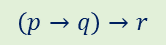 (p → q) → r